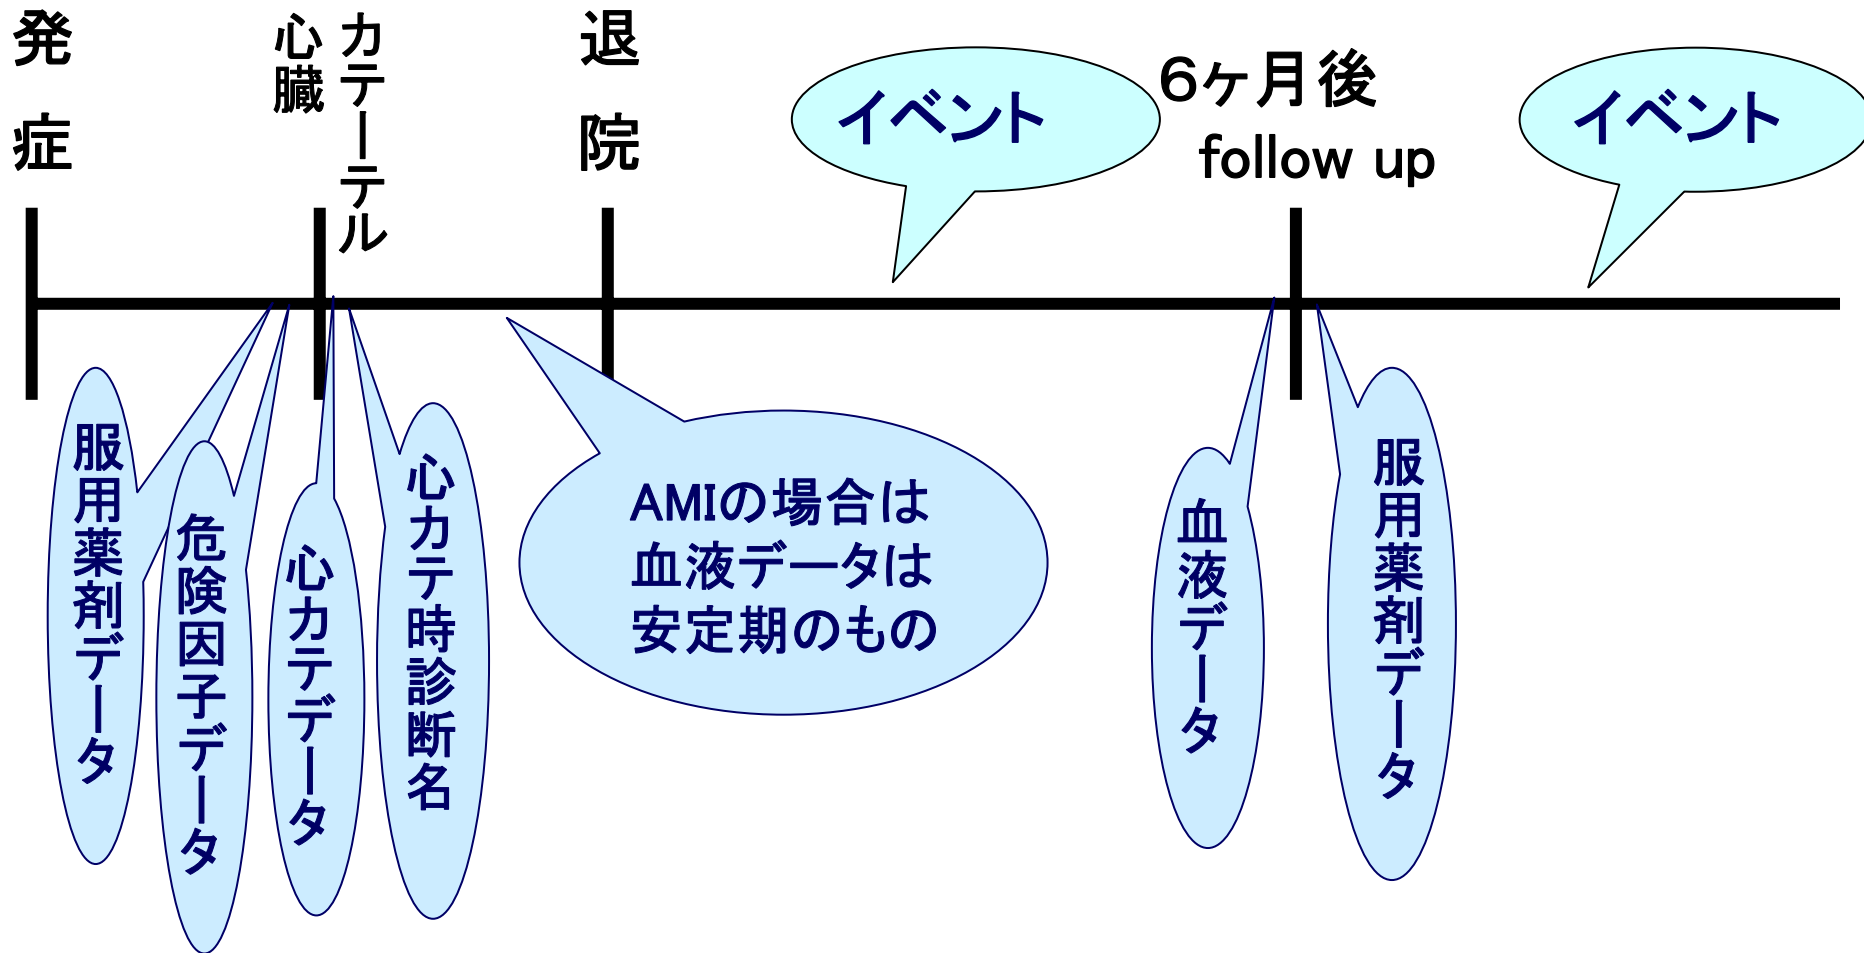 発症
心臓
カテーテル
退院
イベント
6ヶ月後
follow up
イベント
服用薬剤データ
危険因子データ
心カテデータ
心カテ時診断名
AMIの場合は
血液データは
安定期のもの
血液データ
服用薬剤データ